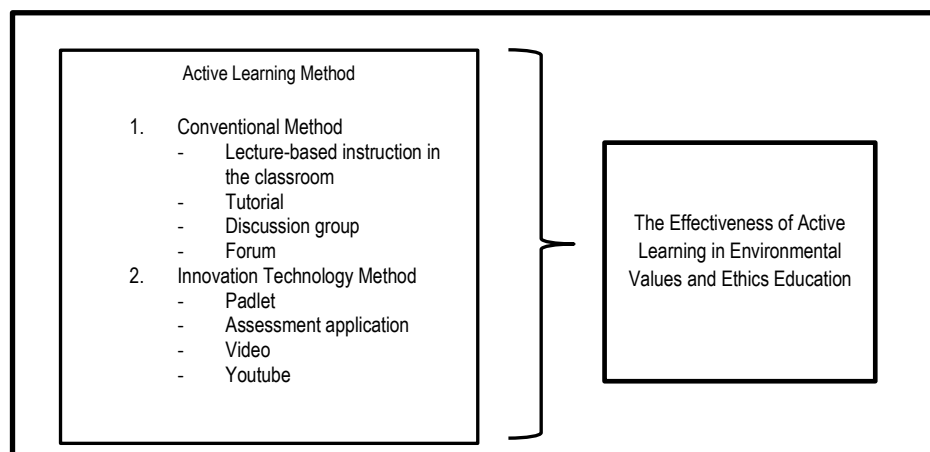 Active Learning Method
1. Conventional Method
- Lecture-based instruction in
the classroom
- Tutorial
- Discussion group
- Forum
2. Innovation Technology Method
- Padlet
- Assessment application
- Video
- Youtube
The Effectiveness of Active
Learning in Environmental
Values and Ethics Education